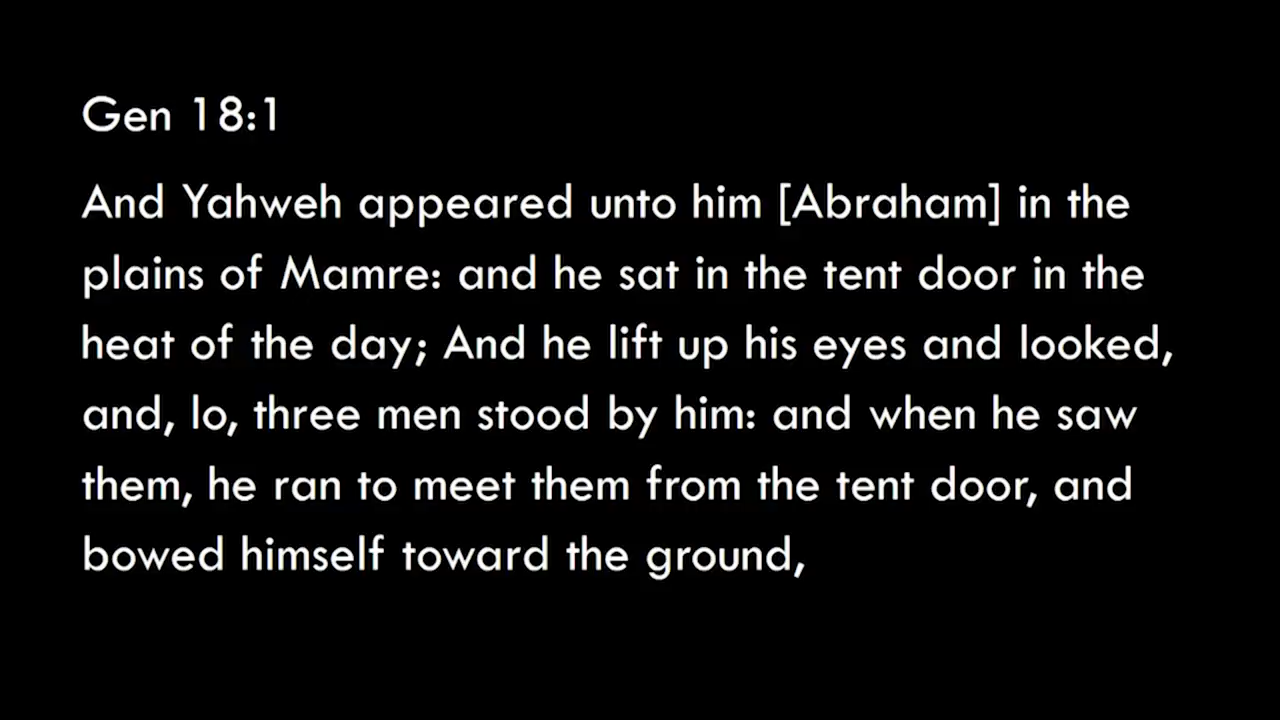 Gen 18:1
And Yahweh appeared unto him [Abraham] in the
plains of Mamre: and he sat in the tent door in the
heat of the day; And he lift up his eyes and looked,
and, lo, three men stood by him: and when he saw
them, he ran to meet them from the tent door, and
bowed himself toward the ground,